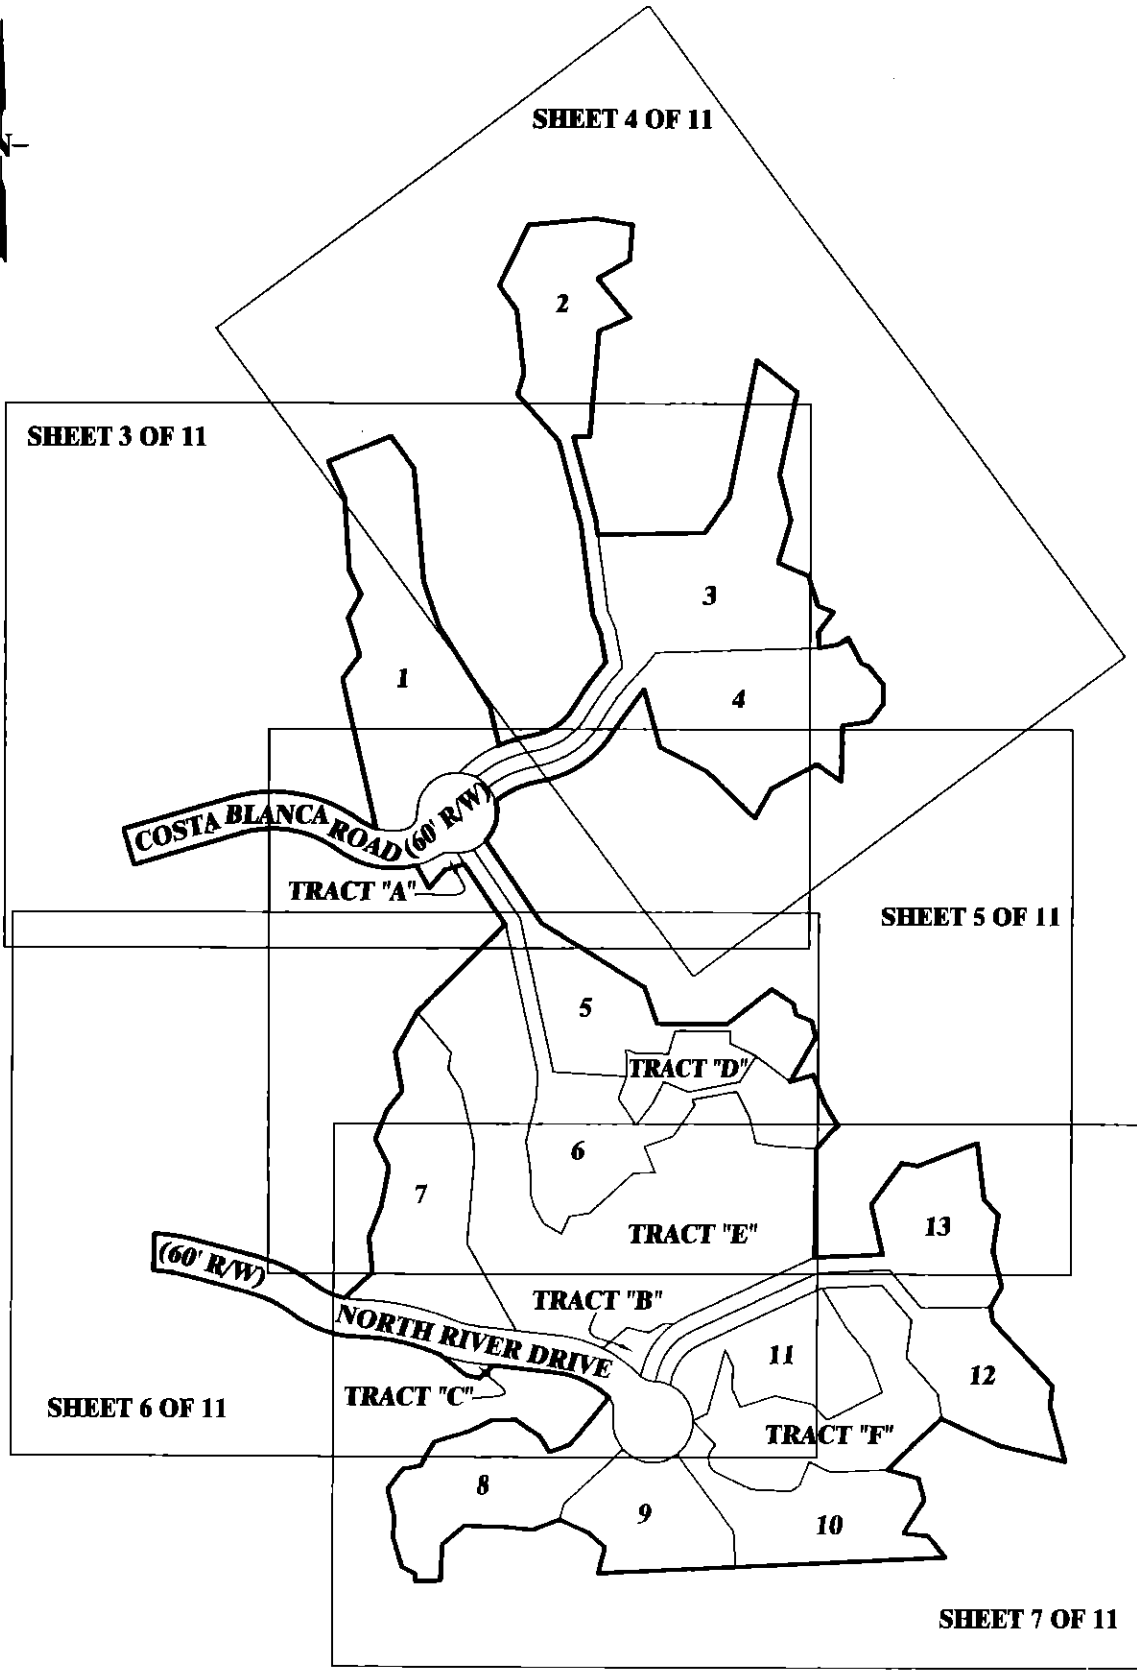 SHEET 4 OF 11
N
2
SHEET 3 OF 11
3
1
4
COSTA BLANCA ROAD (60' R/W)
TRACT "A"
SHEET 5 OF 11
5
TRACT "D"
6
7
TRACT "E"
13
(60' R/W)
TRACT "B"
NORTH RIVER DRIVE
11
12
TRACT "C"
SHEET 6 OF 11
TRACT "F"
8
9
10
SHEET 7 OF 11